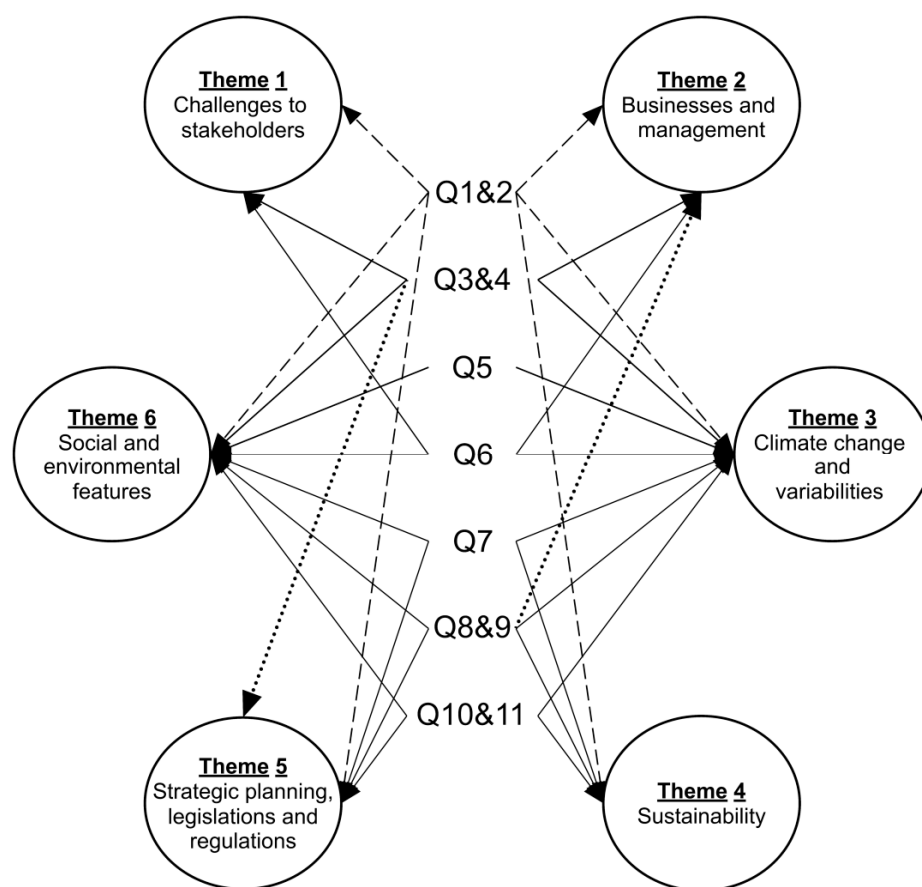 Theme 1
Challenges to
stakeholders
Theme 2
Businesses and
management
Q1&2
Q3&4
Q5
Theme 6
Social and
environmental
features
Q6
Theme 3
Climate change
and
variabilities
Q7
Q8&9
Q10&11
Theme 5
Strategic planning,
legislations and
regulations
Theme 4
Sustainability